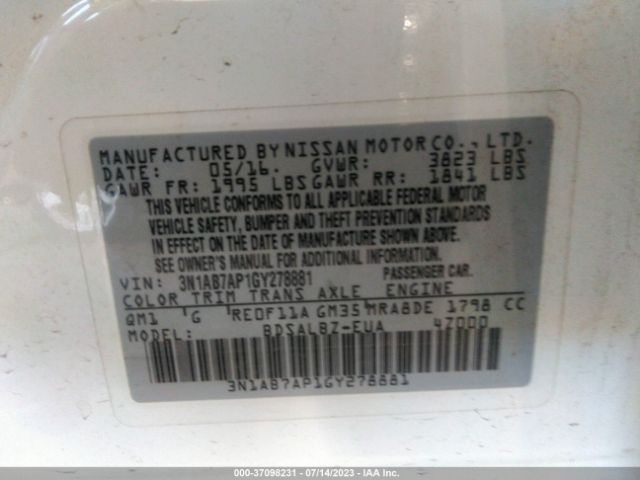 MANUFACTURED BY NISSAN MOTOR CO., LTD.
DATE: 05/16. GVWR: 3823 LBS
GAWR FR: 1995 LBS GAWR RR: 1841 LBS
THIS VEHICLE CONFORMS TO ALL APPLICABLE FEDERAL MOTOR
VEHICLE SAFETY, BUMPER AND THEFT PREVENTION STANDARDS
IN EFFECT ON THE DATE OF MANUFACTURE SHOWN ABOVE.
SEE OWNER'S MANUAL FOR ADDITIONAL INFORMATION.
VIN: 3N1AB7AP1GY278881 PASSENGER CAR.
COLOR TRIM TRANS AXLE ENGINE
QM1 G RE0F11A GM35 MRA8DE 1798 CC
MODEL: BDSALBZ-EUA 47000
3N1AB7AP1GY278881
000-37098231 - 07/14/2023 - IAA Inc.